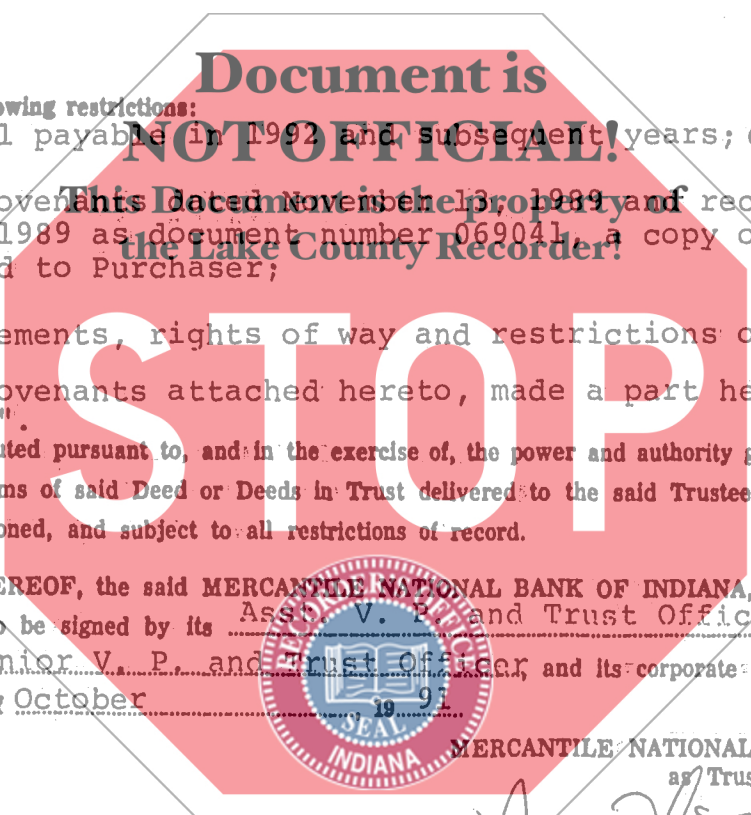 Document is
owing restrictions:
l payable in 1992 and subsequent years;
NOT OFFICIAL!
ovenants dated November 13, 1989 and rec
This Document is the property of
1989 as document number 069041, a copy o
the Lake County Recorder!
d to Purchaser;
ements, rights of way and restrictions o
ovenants attached hereto, made a part he
".
STOP
uted pursuant to, and in the exercise of, the power and authority g
ms of said Deed or Deeds in Trust delivered to the said Trustee
oned, and subject to all restrictions of record.
EREOF, the said MERCANTILE NATIONAL BANK OF INDIANA,
o be signed by its Asst. V. P. and Trust Offic
nior V. P. and Trust Officer, and its corporate
October , 19 91
RECORDER'S OFFICE
SEAL
INDIANA
MERCANTILE NATIONAL
as Trus